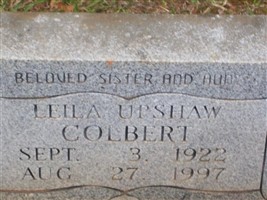 BELOVED SISTER AND AUNT
LEILA UPSHAW
COLBERT
SEPT. 3, 1922
AUG 27, 1997